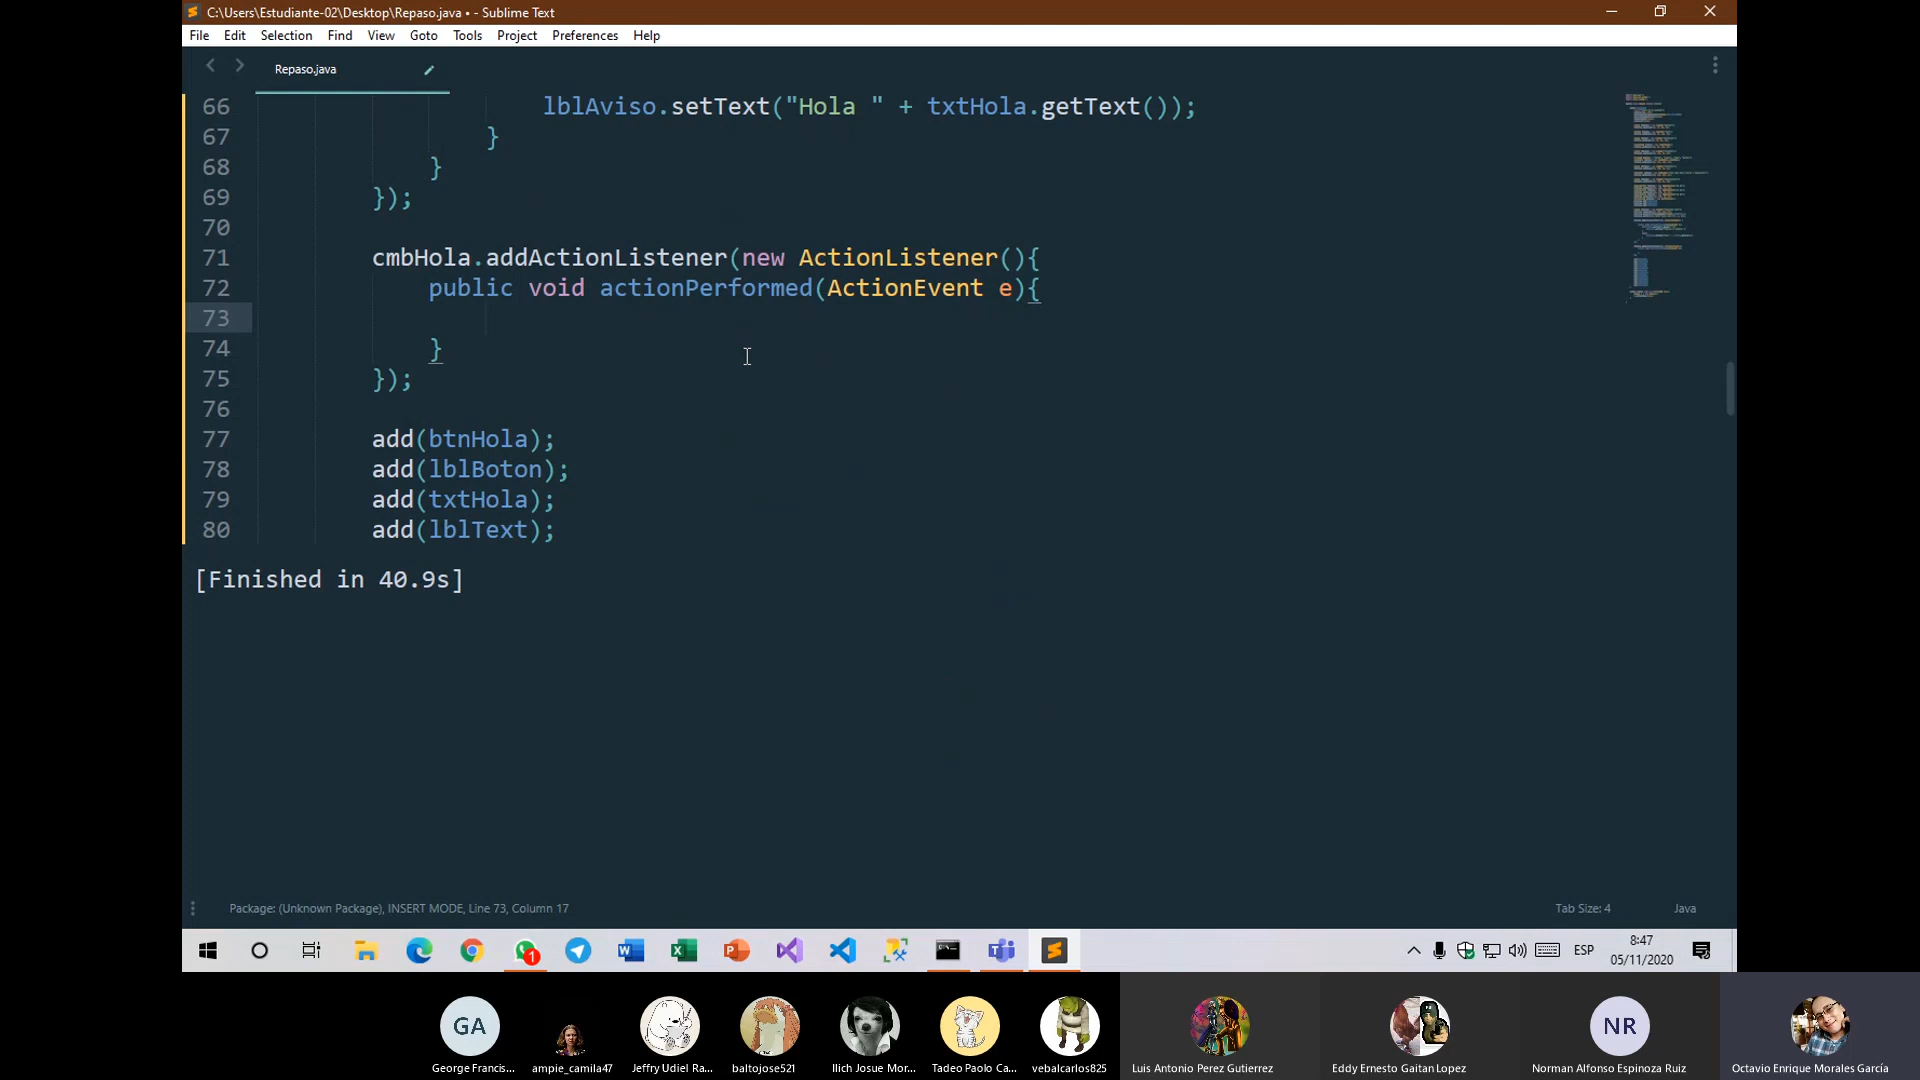 C:\Users\Estudiante-02\Desktop\Repaso.java • - Sublime Text
File Edit Selection Find View Goto Tools Project Preferences Help
Repaso.java
66 lblAviso.setText("Hola " + txtHola.getText());
67 }
68 }
69 });
70
71 cmbHola.addActionListener(new ActionListener(){
72 public void actionPerformed(ActionEvent e){
73
74 }
75 });
76
77 add(btnHola);
78 add(lblBoton);
79 add(txtHola);
80 add(lblText);
[Finished in 40.9s]
Package: (Unknown Package), INSERT MODE, Line 73, Column 17 Tab Size: 4 Java
1 ESP 8:47
05/11/2020
GA NR
George Francis... ampie_camila47 Jeffry Udiel Ra... baltojose521 Ilich Josue Mor... Tadeo Paolo Ca... vebalcarlos825 Luis Antonio Perez Gutierrez Eddy Ernesto Gaitan Lopez Norman Alfonso Espinoza Ruiz Octavio Enrique Morales García